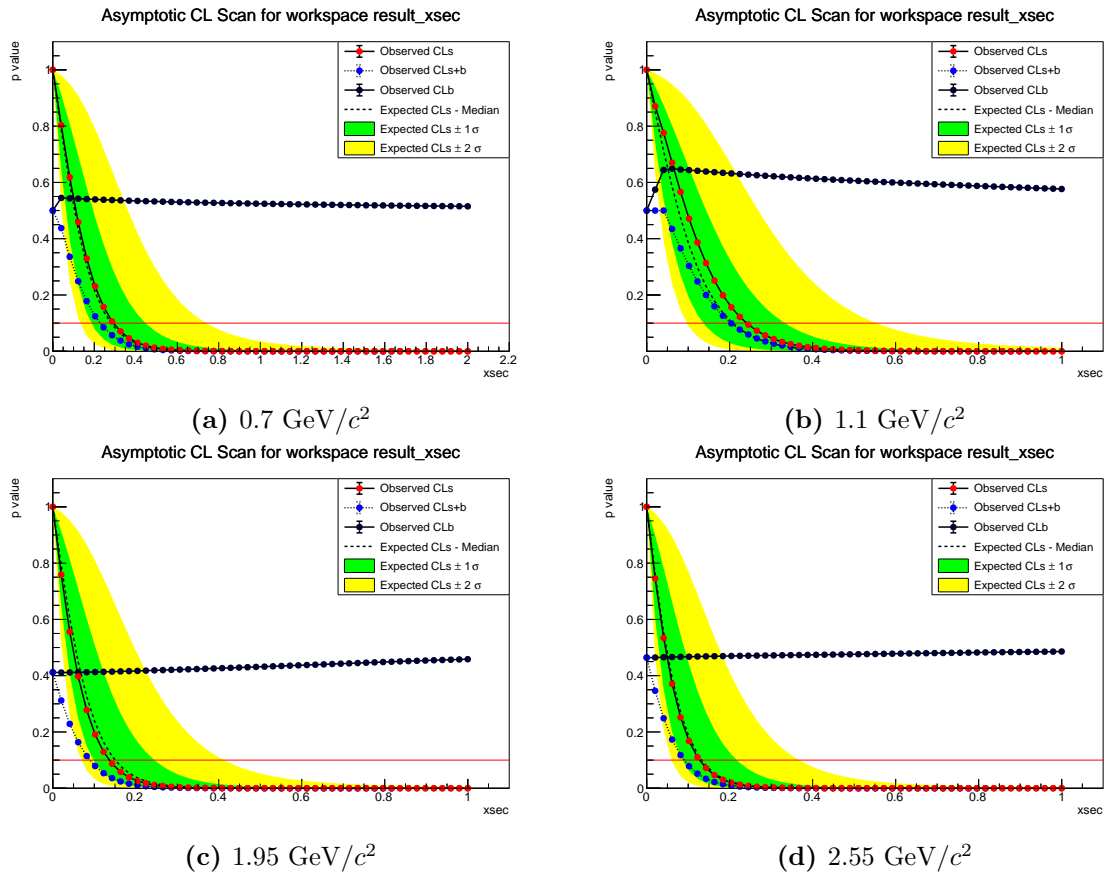 Asymptotic CL Scan for workspace result_xsec
p value
Observed CLs
Observed CLs+b
Observed CLb
Expected CLs - Median
Expected CLs ± 1σ
Expected CLs ± 2 σ
1
0.8
0.6
0.4
0.2
0
0 0.2 0.4 0.6 0.8 1 1.2 1.4 1.6 1.8 2 2.2
xsec
(a) 0.7 GeV/c²
Asymptotic CL Scan for workspace result_xsec
p value
Observed CLs
Observed CLs+b
Observed CLb
Expected CLs - Median
Expected CLs ± 1σ
Expected CLs ± 2 σ
1
0.8
0.6
0.4
0.2
0
0 0.2 0.4 0.6 0.8 1
xsec
(b) 1.1 GeV/c²
Asymptotic CL Scan for workspace result_xsec
p value
Observed CLs
Observed CLs+b
Observed CLb
Expected CLs - Median
Expected CLs ± 1σ
Expected CLs ± 2 σ
1
0.8
0.6
0.4
0.2
0
0 0.2 0.4 0.6 0.8 1
xsec
(c) 1.95 GeV/c²
Asymptotic CL Scan for workspace result_xsec
p value
Observed CLs
Observed CLs+b
Observed CLb
Expected CLs - Median
Expected CLs ± 1σ
Expected CLs ± 2 σ
1
0.8
0.6
0.4
0.2
0
0 0.2 0.4 0.6 0.8 1
xsec
(d) 2.55 GeV/c²